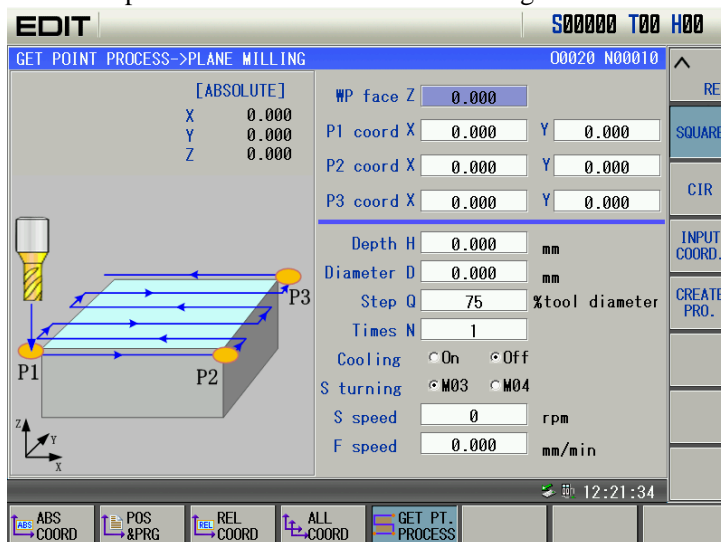 EDIT S00000 T00 H00
GET POINT PROCESS->PLANE MILLING O0020 N00010
[ABSOLUTE]
X 0.000
Y 0.000
Z 0.000
WP face Z 0.000
P1 coord X 0.000 Y 0.000
P2 coord X 0.000 Y 0.000
P3 coord X 0.000 Y 0.000
Depth H 0.000 mm
Diameter D 0.000 mm
Step Q 75 %tool diameter
Times N 1
Cooling On Off
S turning M03 M04
S speed 0 rpm
F speed 0.000 mm/min
P1
P2
P3
Z
Y
X
RE
SQUARE
CIR
INPUT
COORD.
CREATE
PRO.
12:21:34
ABS
COORD
POS
&PRG
REL
COORD
ALL
COORD
GET PT.
PROCESS